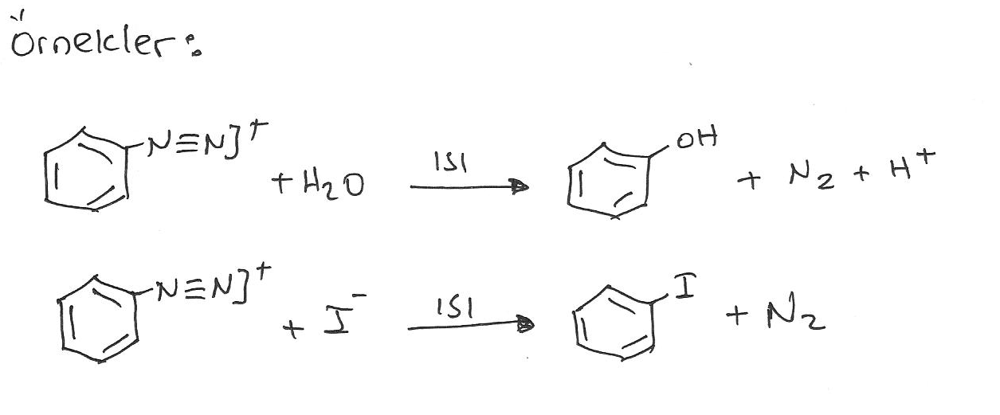 Örnekler:
N≡N]⁺ + H₂O ısı OH + N₂ + H⁺
N≡N]⁺ + I⁻ ısı I + N₂